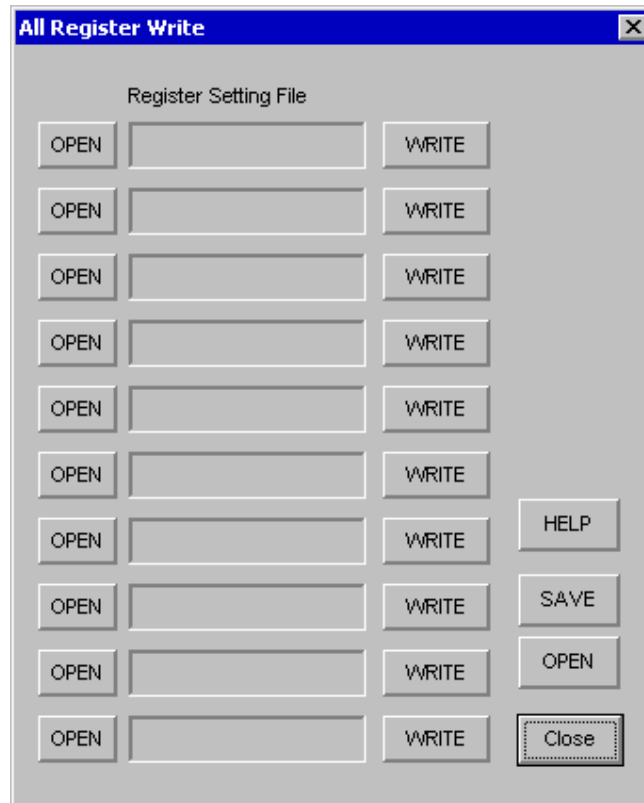 All Register Write
Register Setting File
OPEN WRITE
OPEN WRITE
OPEN WRITE
OPEN WRITE
OPEN WRITE
OPEN WRITE
OPEN WRITE HELP
OPEN WRITE SAVE
OPEN WRITE OPEN
OPEN WRITE Close